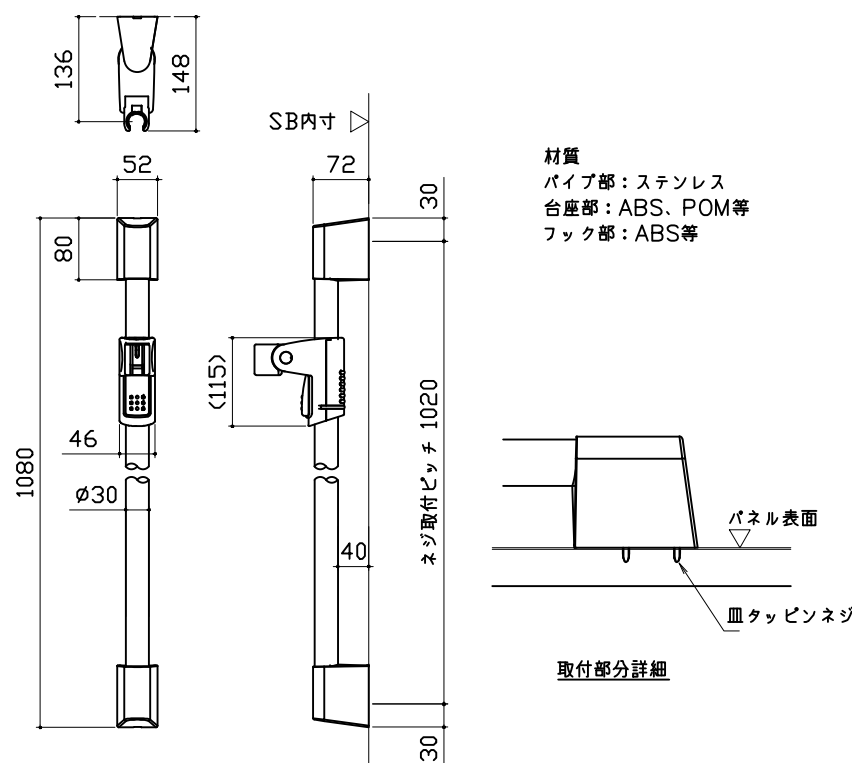 136
148
SB内寸
52
72
30
80
(115)
46
1080
ø30
40
ネジ取付ピッチ 1020
30
材質
パイプ部：ステンレス
台座部：ABS、POM等
フック部：ABS等
パネル表面
皿タッピンネジ
取付部分詳細